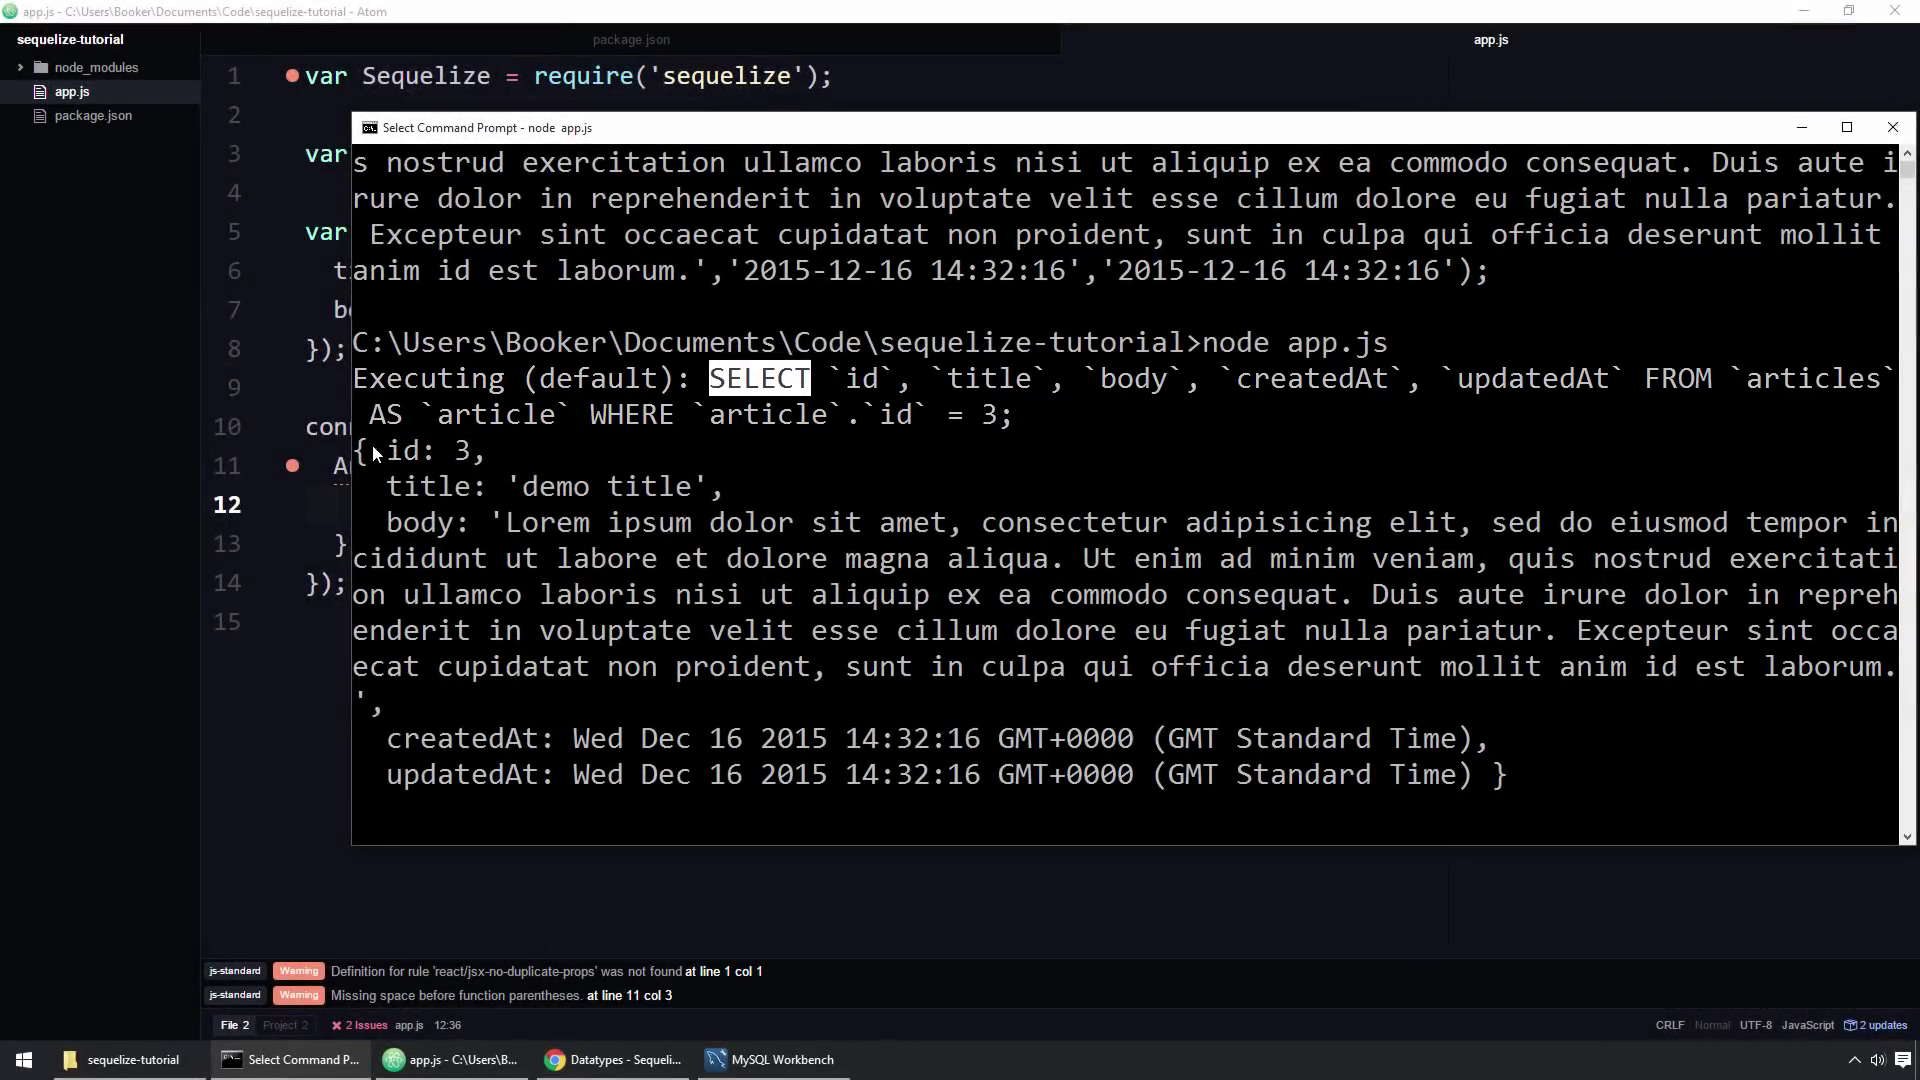 app.js - C:\Users\Booker\Documents\Code\sequelize-tutorial - Atom
sequelize-tutorial
node_modules
app.js
package.json
package.json
app.js
1 var Sequelize = require('sequelize');
2
3 var
4
5 var
6 t
7 b
8 });
9
10 con
11 A
12
13 }
14 });
15
Select Command Prompt - node  app.js
s nostrud exercitation ullamco laboris nisi ut aliquip ex ea commodo consequat. Duis aute i
rure dolor in reprehenderit in voluptate velit esse cillum dolore eu fugiat nulla pariatur.
 Excepteur sint occaecat cupidatat non proident, sunt in culpa qui officia deserunt mollit
anim id est laborum.','2015-12-16 14:32:16','2015-12-16 14:32:16');
C:\Users\Booker\Documents\Code\sequelize-tutorial>node app.js
Executing (default): SELECT `id`, `title`, `body`, `createdAt`, `updatedAt` FROM `articles`
 AS `article` WHERE `article`.`id` = 3;
{ id: 3,
  title: 'demo title',
  body: 'Lorem ipsum dolor sit amet, consectetur adipisicing elit, sed do eiusmod tempor in
cididunt ut labore et dolore magna aliqua. Ut enim ad minim veniam, quis nostrud exercitati
on ullamco laboris nisi ut aliquip ex ea commodo consequat. Duis aute irure dolor in repreh
enderit in voluptate velit esse cillum dolore eu fugiat nulla pariatur. Excepteur sint occa
ecat cupidatat non proident, sunt in culpa qui officia deserunt mollit anim id est laborum.
',
  createdAt: Wed Dec 16 2015 14:32:16 GMT+0000 (GMT Standard Time),
  updatedAt: Wed Dec 16 2015 14:32:16 GMT+0000 (GMT Standard Time) }
js-standard Warning Definition for rule 'react/jsx-no-duplicate-props' was not found at line 1 col 1
js-standard Warning Missing space before function parentheses. at line 11 col 3
File 2 Project 2 2 Issues app.js 12:36 CRLF Normal UTF-8 JavaScript 2 updates
sequelize-tutorial Select Command P... app.js - C:\Users\B... Datatypes - Sequeli... MySQL Workbench